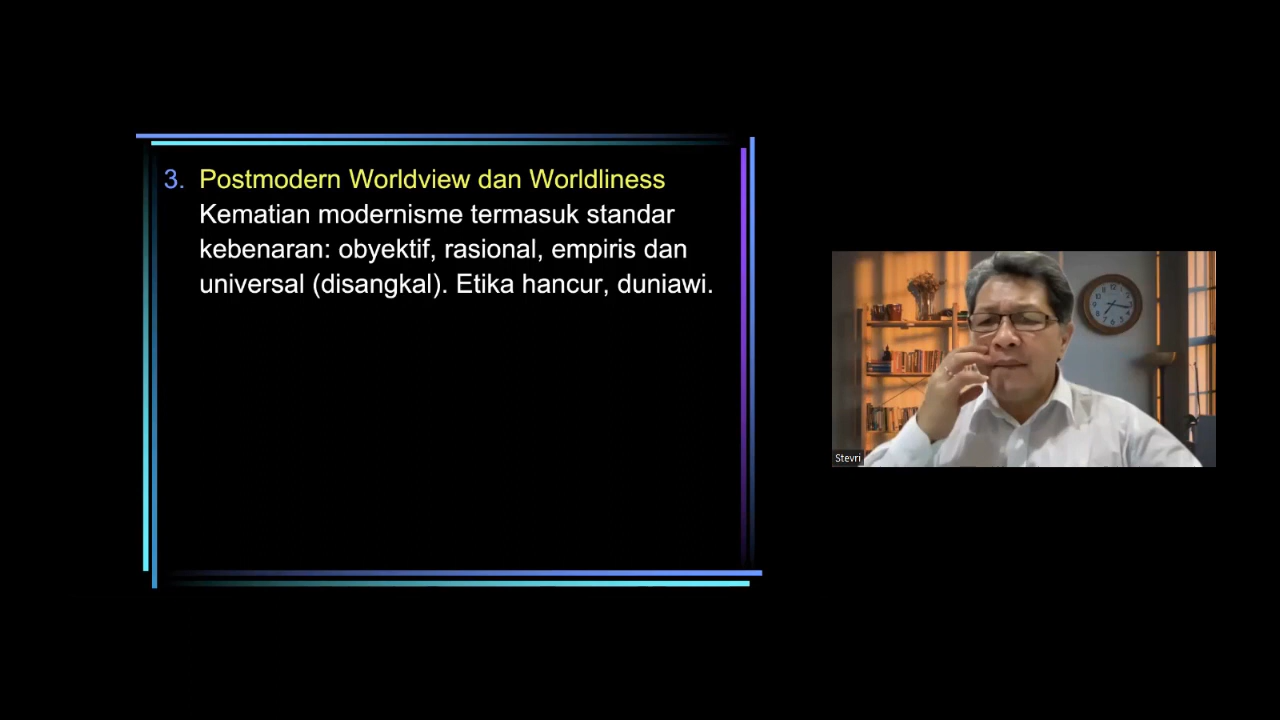 3. Postmodern Worldview dan Worldliness
Kematian modernisme termasuk standar
kebenaran: obyektif, rasional, empiris dan
universal (disangkal). Etika hancur, duniawi.
Stevri